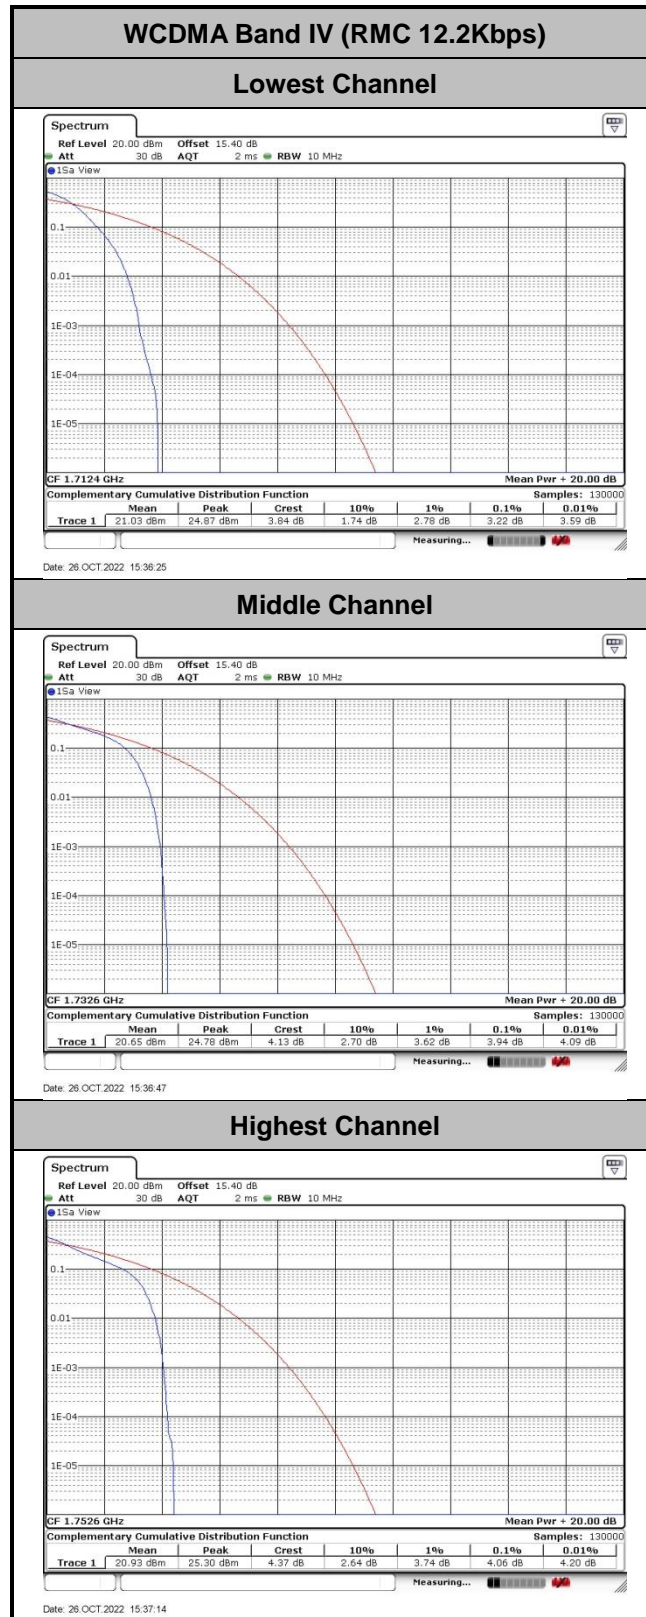 WCDMA Band IV (RMC 12.2Kbps)
Lowest Channel
Spectrum
Ref Level 20.00 dBm Offset 15.40 dB
Att 30 dB AQT 2 ms RBW 10 MHz
1Sa View
0.1
0.01
1E-03
1E-04
1E-05
CF 1.7124 GHz Mean Pwr + 20.00 dB
Complementary Cumulative Distribution Function Samples: 130000
Mean Peak Crest 10% 1% 0.1% 0.01%
Trace 1 21.03 dBm 24.87 dBm 3.84 dB 1.74 dB 2.78 dB 3.22 dB 3.59 dB
Measuring...
Date: 26.OCT.2022 15:36:25
Middle Channel
Spectrum
Ref Level 20.00 dBm Offset 15.40 dB
Att 30 dB AQT 2 ms RBW 10 MHz
1Sa View
0.1
0.01
1E-03
1E-04
1E-05
CF 1.7326 GHz Mean Pwr + 20.00 dB
Complementary Cumulative Distribution Function Samples: 130000
Mean Peak Crest 10% 1% 0.1% 0.01%
Trace 1 20.65 dBm 24.78 dBm 4.13 dB 2.70 dB 3.62 dB 3.94 dB 4.09 dB
Measuring...
Date: 26.OCT.2022 15:36:47
Highest Channel
Spectrum
Ref Level 20.00 dBm Offset 15.40 dB
Att 30 dB AQT 2 ms RBW 10 MHz
1Sa View
0.1
0.01
1E-03
1E-04
1E-05
CF 1.7526 GHz Mean Pwr + 20.00 dB
Complementary Cumulative Distribution Function Samples: 130000
Mean Peak Crest 10% 1% 0.1% 0.01%
Trace 1 20.93 dBm 25.30 dBm 4.37 dB 2.64 dB 3.74 dB 4.06 dB 4.20 dB
Measuring...
Date: 26.OCT.2022 15:37:14